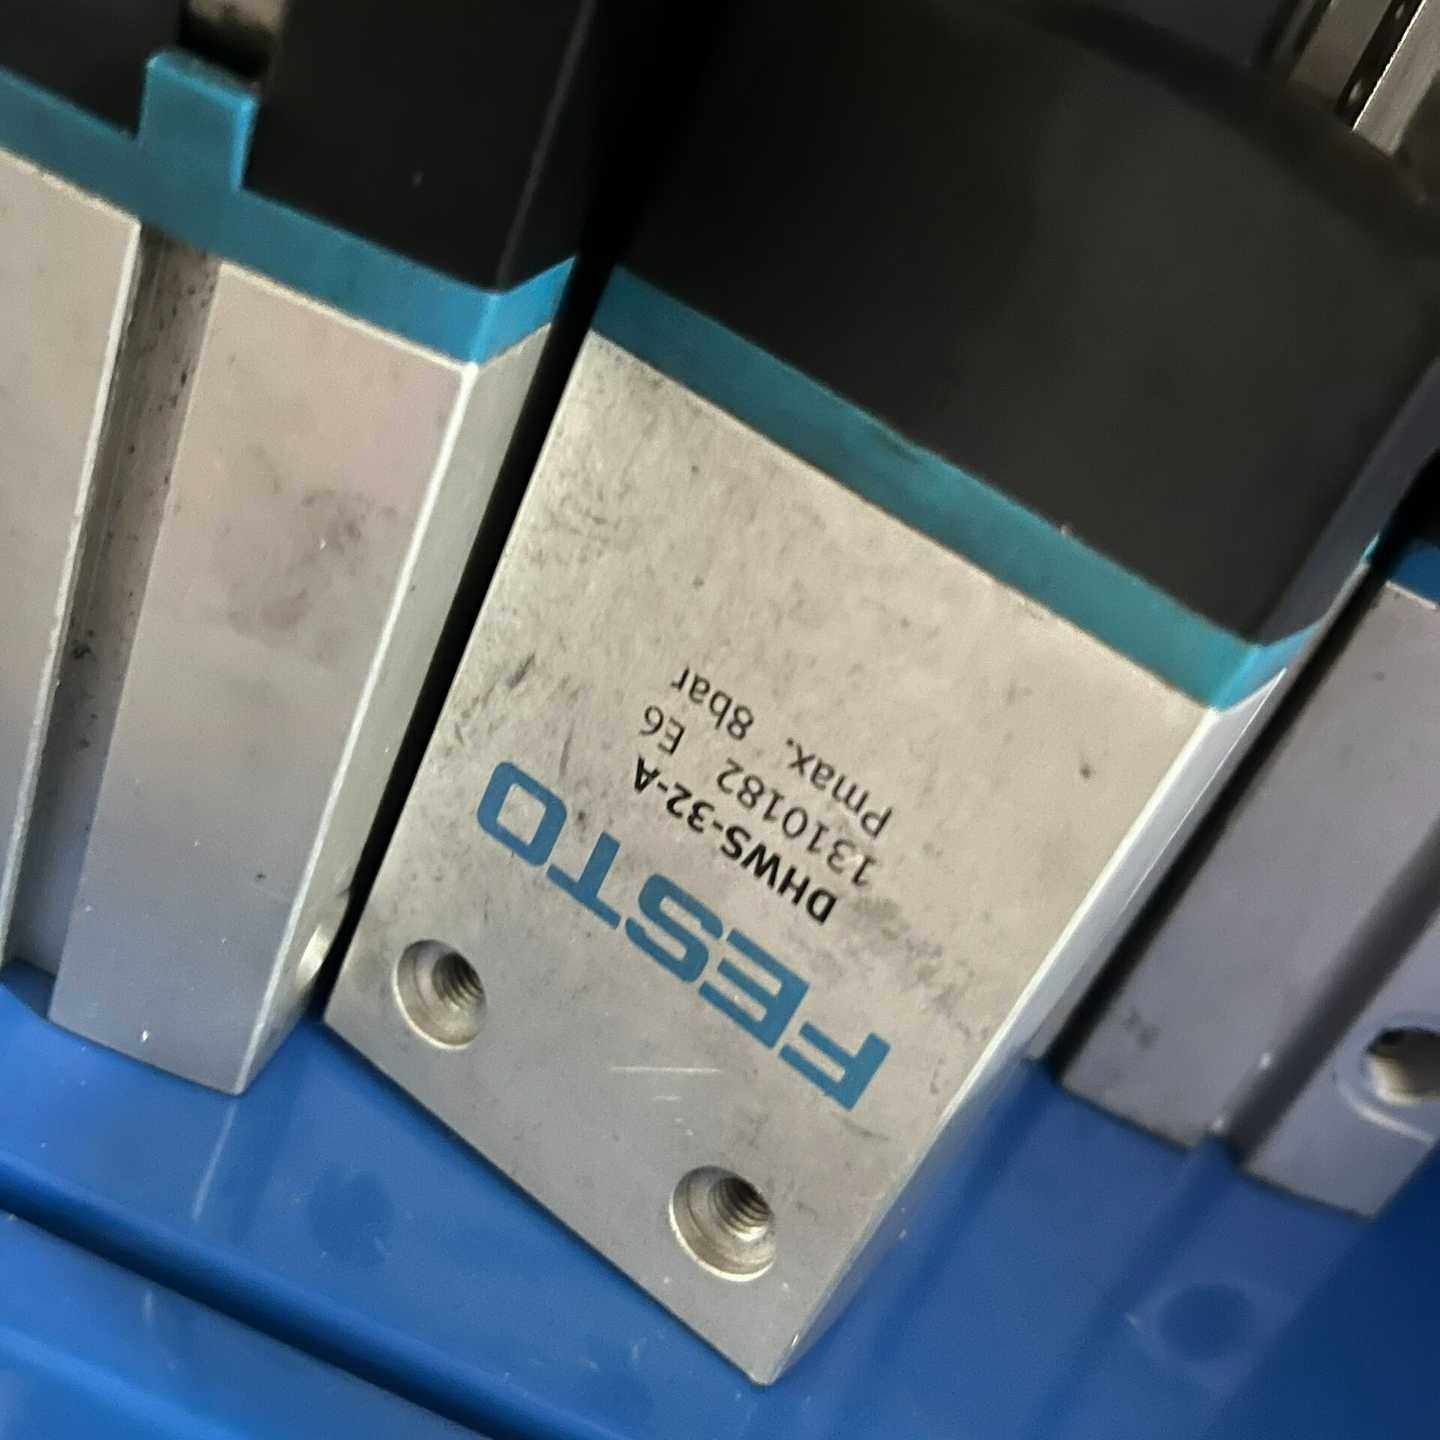 FESTO
DHWS-32-A
1310182 E6
Pmax. 8bar